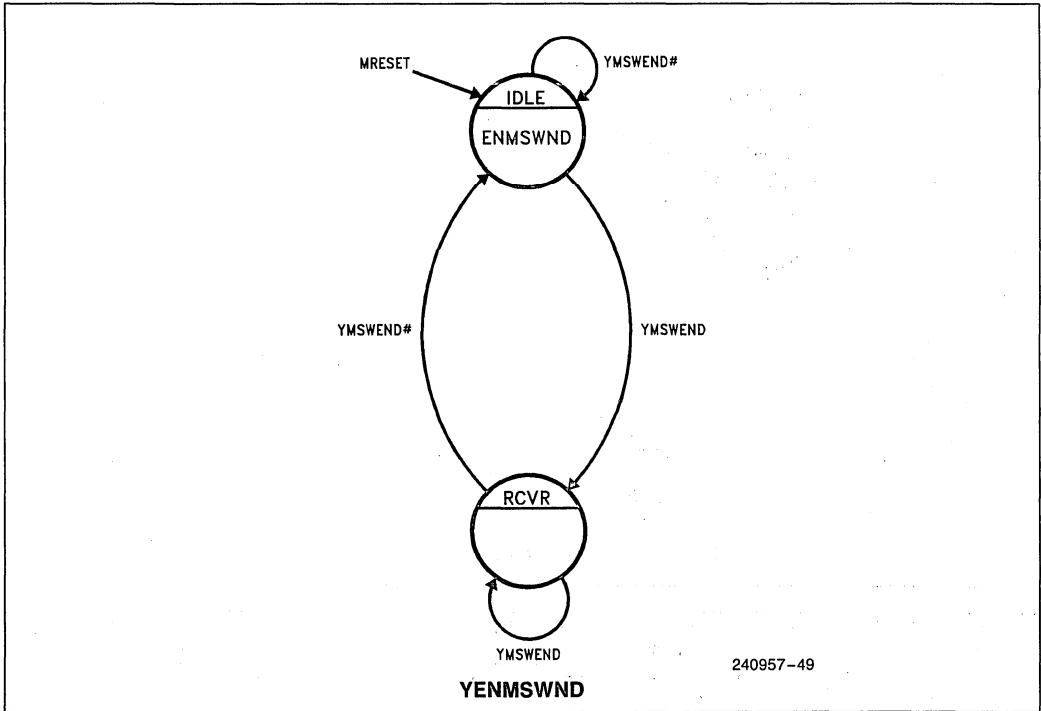 MRESET
YMSWEND#
IDLE
ENMSWND
YMSWEND#
YMSWEND
RCVR
YMSWEND
240957-49
YENMSWND